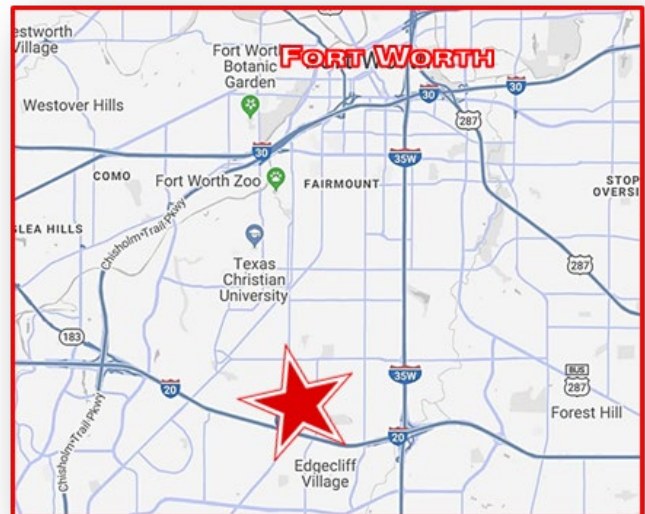 estworth
Village
Fort Wort
Botanic
Garden
FORT WORTH
Westover Hills
30
30
287
30
35W
COMO
Fort Worth Zoo
FAIRMOUNT
STOP
OVERSI
LEA HILLS
Chisholm Trail Pkwy
Texas
Christian
University
287
183
20
35W
BUS
287
Forest Hill
Chisholm Trail Pkwy
20
Edgecliff
Village